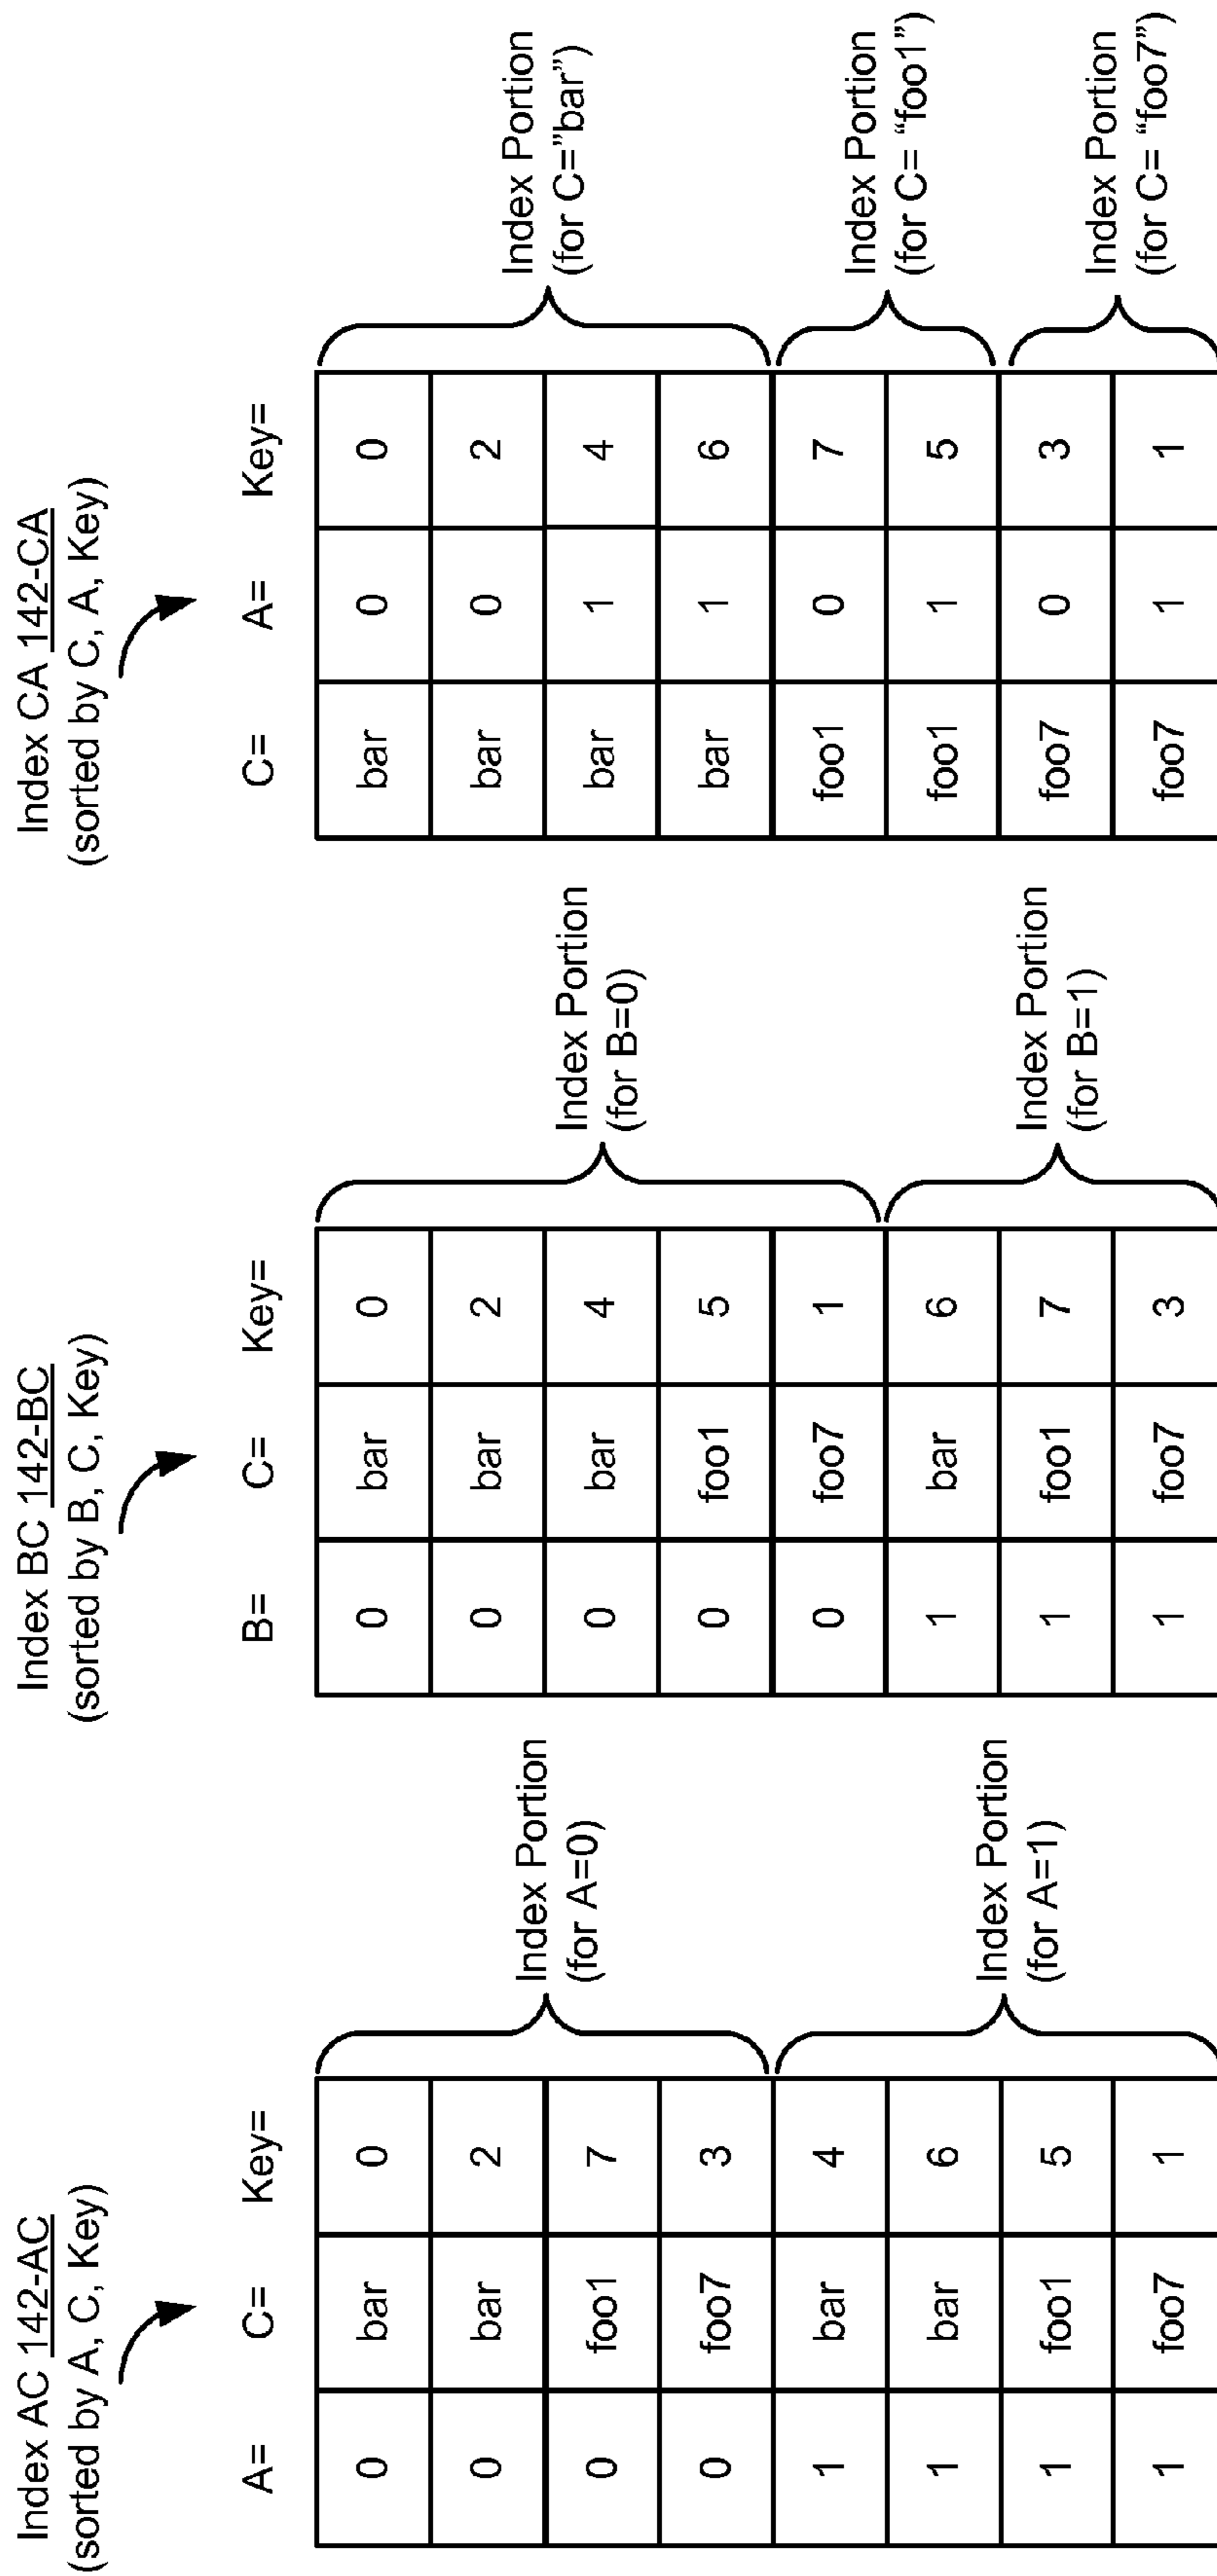 Index AC 142-AC
(sorted by A, C, Key)
A= C= Key=
0 bar 0
0 bar 2
0 foo1 7
0 foo7 3
1 bar 4
1 bar 6
1 foo1 5
1 foo7 1
Index Portion
(for A=0)
Index Portion
(for A=1)
Index BC 142-BC
(sorted by B, C, Key)
B= C= Key=
0 bar 0
0 bar 2
0 bar 4
0 foo1 5
0 foo7 1
1 bar 6
1 foo1 7
1 foo7 3
Index Portion
(for B=0)
Index Portion
(for B=1)
Index CA 142-CA
(sorted by C, A, Key)
C= A= Key=
bar 0 0
bar 0 2
bar 1 4
bar 1 6
foo1 0 7
foo1 1 5
foo7 0 3
foo7 1 1
Index Portion
(for C="bar")
Index Portion
(for C= “foo1”)
Index Portion
(for C= “foo7”)